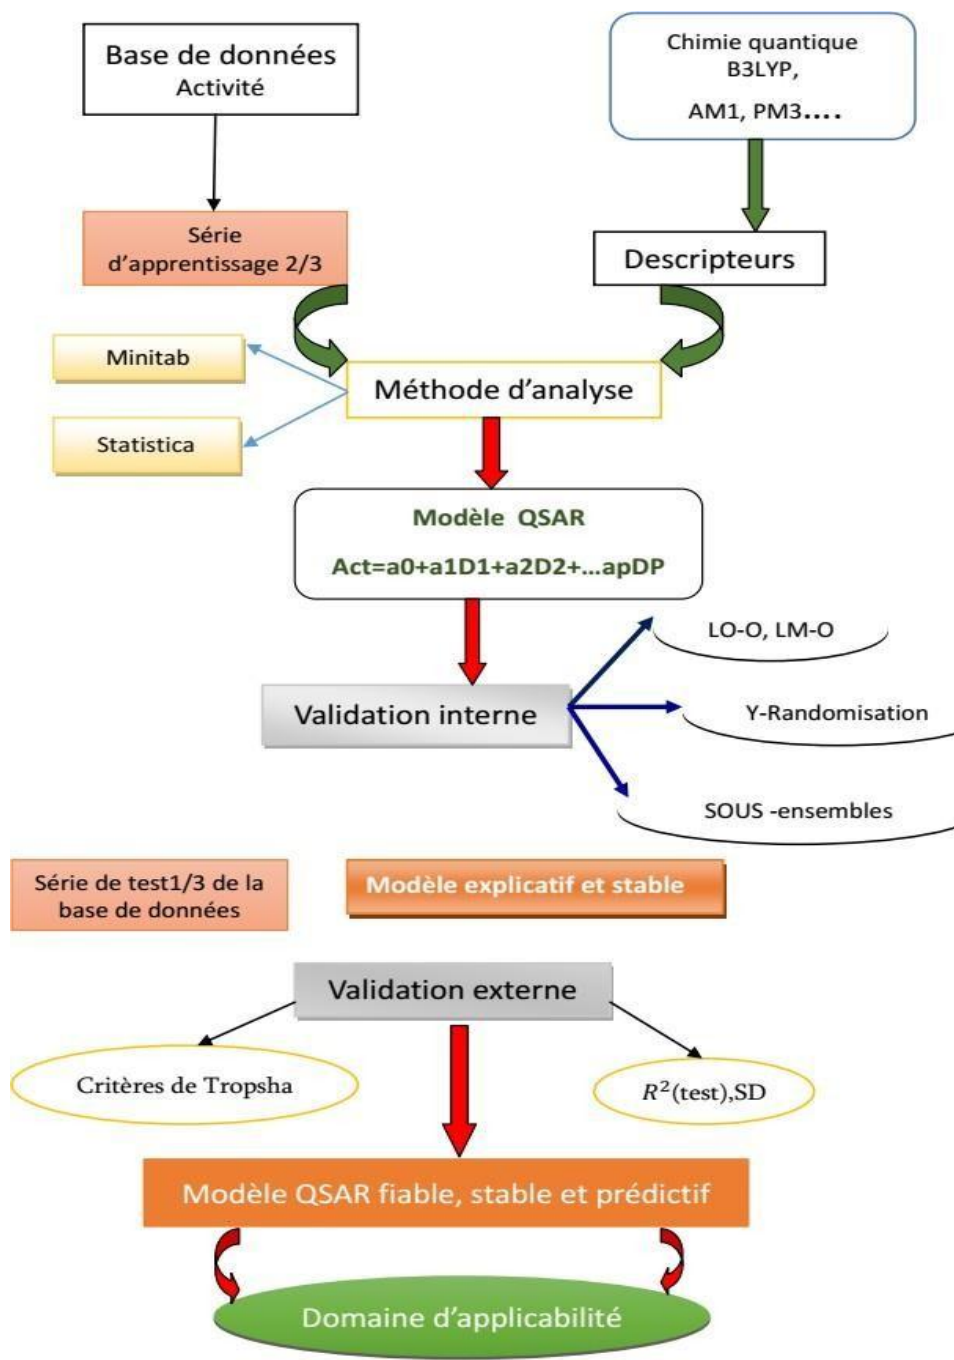 Base de données
Activité
Chimie quantique
B3LYP,
AM1, PM3....
Série
d’apprentissage 2/3
Descripteurs
Minitab
Méthode d’analyse
Statistica
Modèle QSAR
Act=a0+a1D1+a2D2+...apDP
LO-O, LM-O
Validation interne
Y-Randomisation
SOUS -ensembles
Série de test1/3 de la
base de données
Modèle explicatif et stable
Validation externe
Critères de Tropsha
R²(test),SD
Modèle QSAR fiable, stable et prédictif
Domaine d’applicabilité